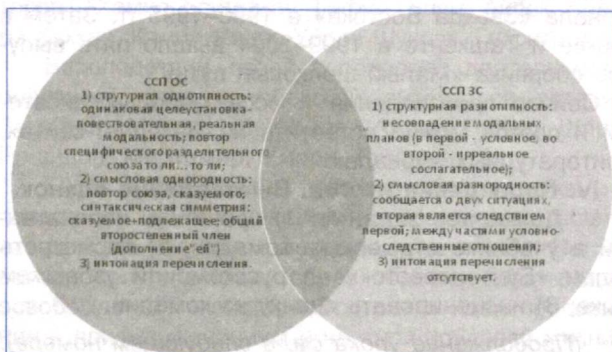 ССП ОС
1) струтурная однотипность:
одинаковая целеустановка-
повествовательная, реальная
модальность; повтор
специфического разделительного
союза то ли... то ли;
2) смысловая однородность:
повтор союза, сказуемого;
синтаксическая симметрия:
сказуемое+подлежащее; общий
второстепенный член
(дополнение"ей")
3) интонация перечисления.
ССП ЗС
1) структурная разнотипность:
несовпадение модальных
планов (в первой - условное, во
второй - ирреальное
сослагательное);
2) смысловая разнородность:
сообщается о двух ситуациях,
вторая является следствием
первой; между частями условно-
следственные отношения;
3) интонация перечисления
отсутствует.